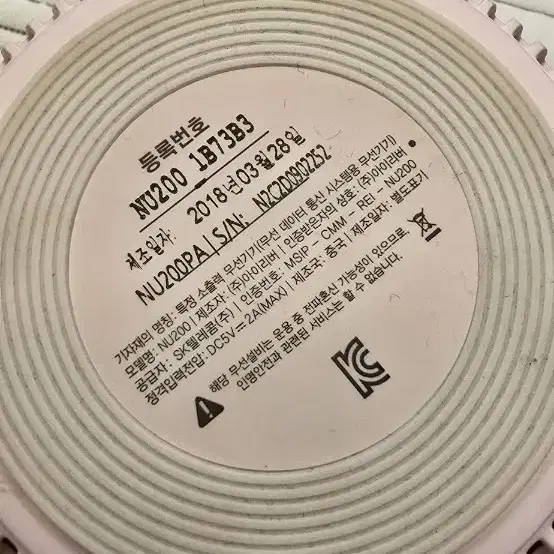 등록번호
NU200 1B73B3
제조일자: 2018년03월28일
NU200PA | S/N: N2C2D0902252
기자재의 명칭: 특정 소출력 무선기기(무선 데이터 통신 시스템용 무선기기)
모델명: NU200 | 제조자: (주)아이리버 | 인증받은자의 상호: (주)아이리버
공급자: SK텔레콤(주) | 인증번호: MSIP - CMM - REI - NU200
정격입력전압: DC5V⎓2A(MAX) | 제조국: 중국 | 제조일자: 별도표기
해당 무선설비는 운용 중 전파혼신 가능성이 있으므로,
인명안전과 관련된 서비스는 할 수 없습니다.